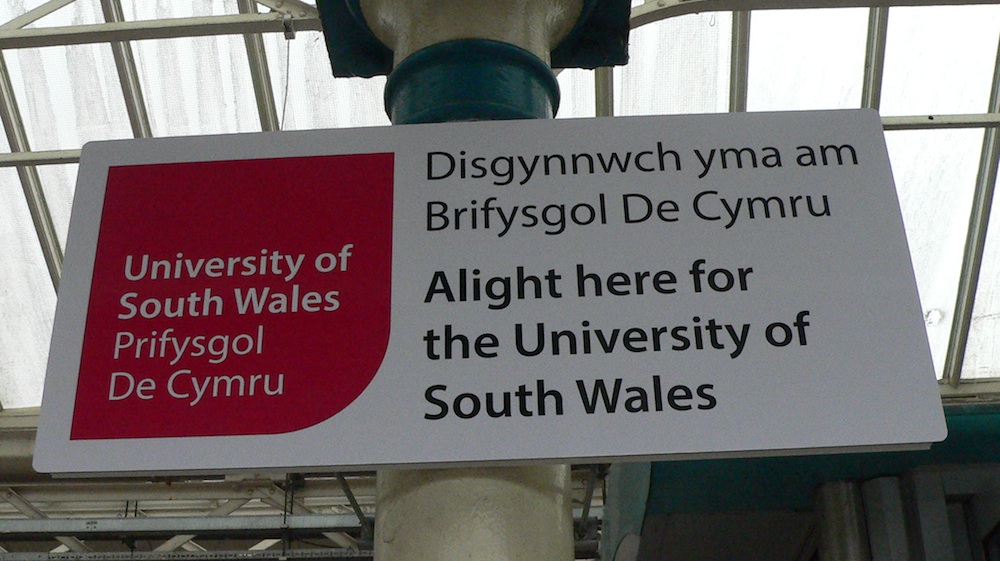 University of
South Wales
Prifysgol
De Cymru
Disgynnwch yma am
Brifysgol De Cymru
Alight here for
the University of
South Wales